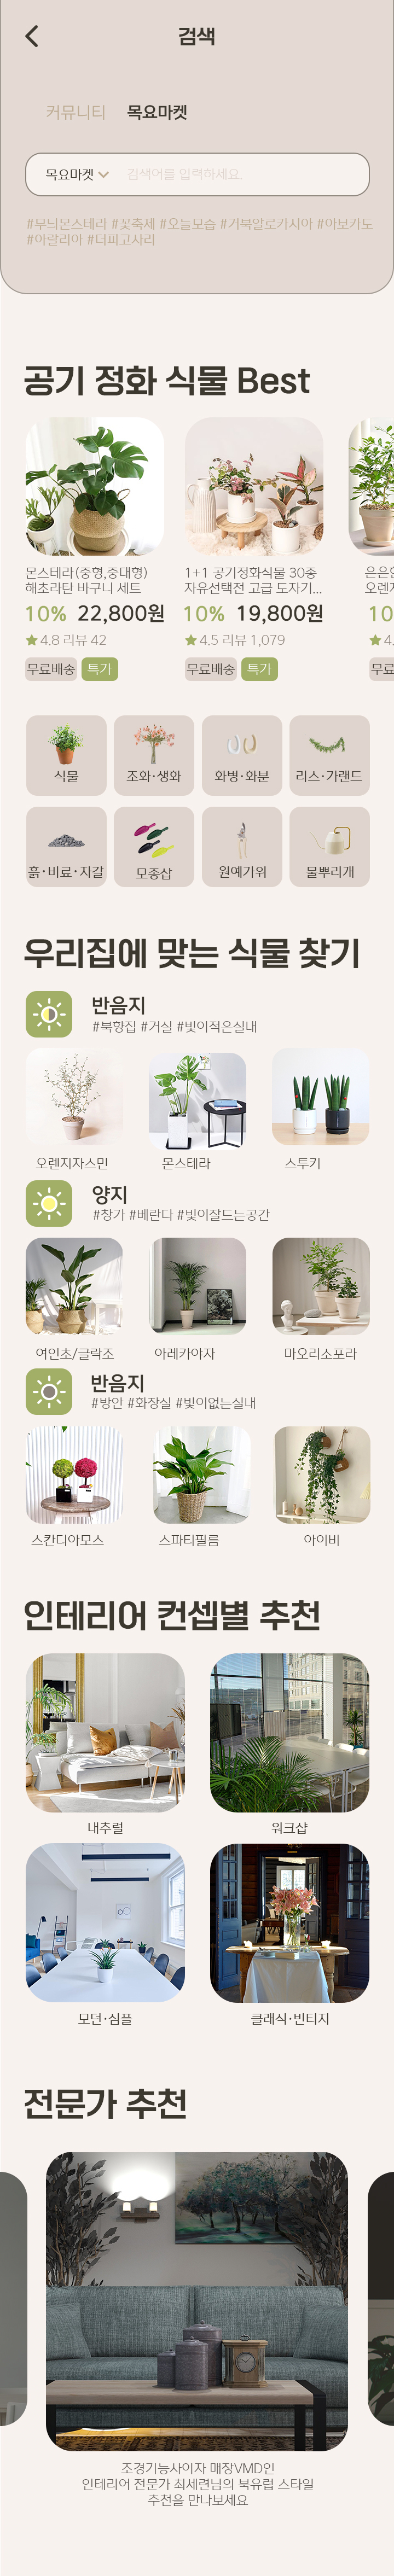 검색
커뮤니티 목요마켓
목요마켓 검색어를 입력하세요.
#무늬몬스테라 #꽃축제 #오늘모습 #거북알로카시아 #아보카도
#아랄리아 #더피고사리
공기 정화 식물 Best
몬스테라(중형,중대형)
해초라탄 바구니 세트
10% 22,800원
4.8 리뷰 42
무료배송 특가
1+1 공기정화식물 30종
자유선택전 고급 도자기...
10% 19,800원
4.5 리뷰 1,079
무료배송 특가
은은한
오렌지
10
4.
무료
식물 조화·생화 화병·화분 리스·가랜드
흙·비료·자갈 모종삽 원예가위 물뿌리개
우리집에 맞는 식물 찾기
반음지
#북향집 #거실 #빛이적은실내
오렌지자스민 몬스테라 스투키
양지
#창가 #베란다 #빛이잘드는공간
여인초/글락조 아레카야자 마오리소포라
반음지
#방안 #화장실 #빛이없는실내
스칸디아모스 스파티필름 아이비
인테리어 컨셉별 추천
내추럴 워크샵
모던·심플 클래식·빈티지
전문가 추천
조경기능사이자 매장VMD인
인테리어 전문가 최세련님의 북유럽 스타일
추천을 만나보세요